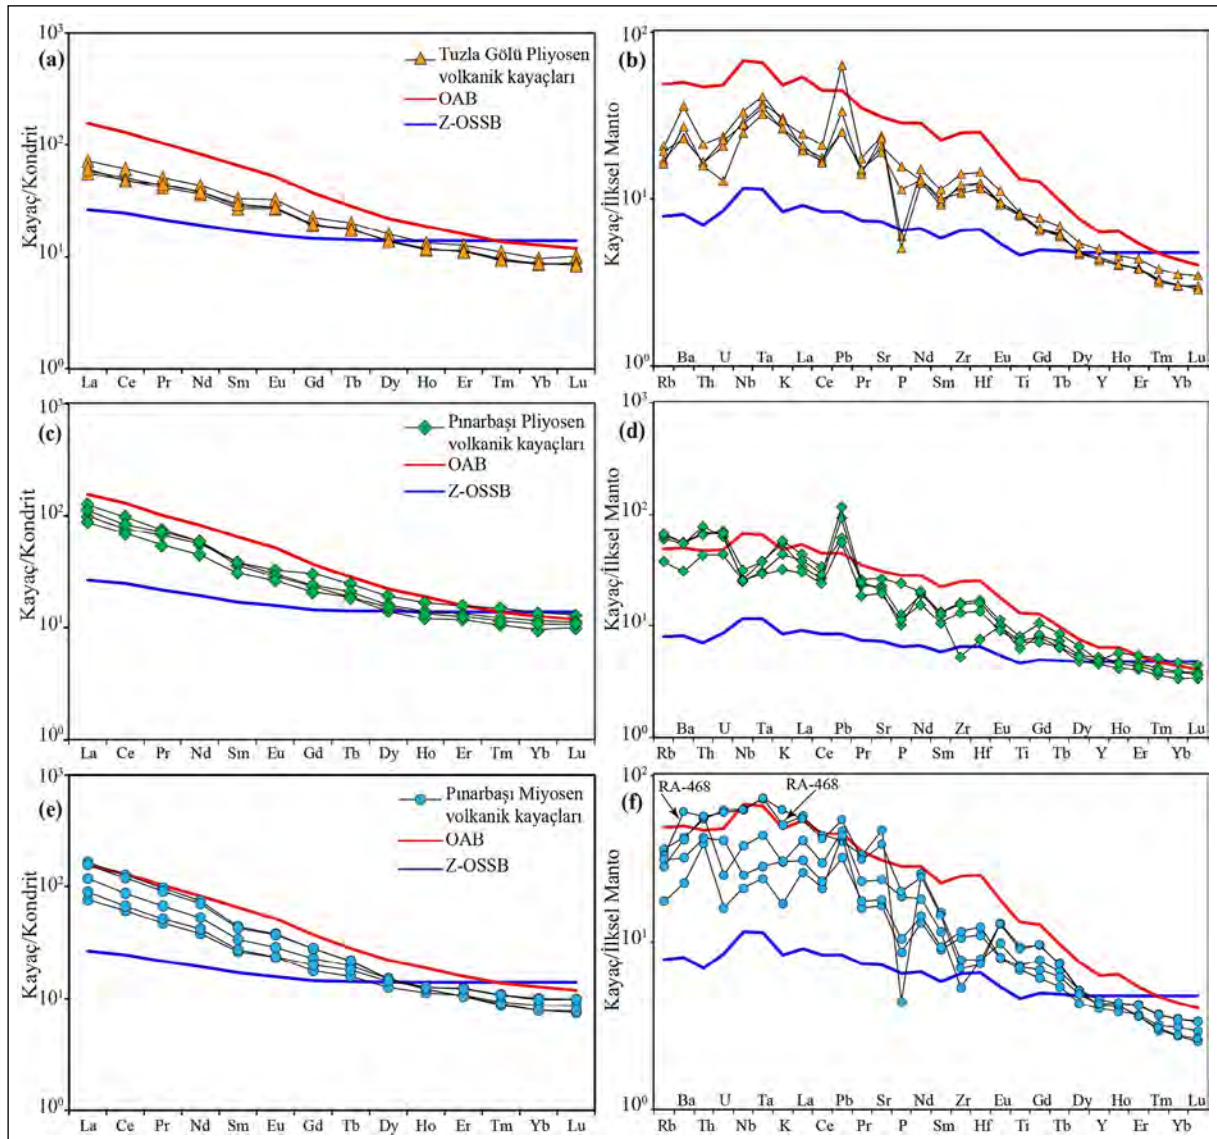 (a)
Tuzla Gölü Pliyosen
volkanik kayaçları
OAB
Z-OSSB
Kayaç/Kondrit
10³
10²
10¹
10⁰
La Ce Pr Nd Sm Eu Gd Tb Dy Ho Er Tm Yb Lu
(b)
Kayaç/İlksel Manto
10²
10¹
10⁰
Ba U Ta La Pb Sr Nd Zr Eu Gd Dy Ho Tm Lu
Rb Th Nb K Ce Pr P Sm Hf Ti Tb Y Er Yb
(c)
Pınarbaşı Pliyosen
volkanik kayaçları
OAB
Z-OSSB
Kayaç/Kondrit
10³
10²
10¹
10⁰
La Ce Pr Nd Sm Eu Gd Tb Dy Ho Er Tm Yb Lu
(d)
Kayaç/İlksel Manto
10³
10²
10¹
10⁰
Ba U Ta La Pb Sr Nd Zr Eu Gd Dy Ho Tm Lu
Rb Th Nb K Ce Pr P Sm Hf Ti Tb Y Er Yb
(e)
Pınarbaşı Miyosen
volkanik kayaçları
OAB
Z-OSSB
Kayaç/Kondrit
10³
10²
10¹
10⁰
La Ce Pr Nd Sm Eu Gd Tb Dy Ho Er Tm Yb Lu
(f)
RA-468
RA-468
Kayaç/İlksel Manto
10²
10¹
10⁰
Ba U Ta La Pb Sr Nd Zr Eu Gd Dy Ho Tm Lu
Rb Th Nb K Ce Pr P Sm Hf Ti Tb Y Er Yb